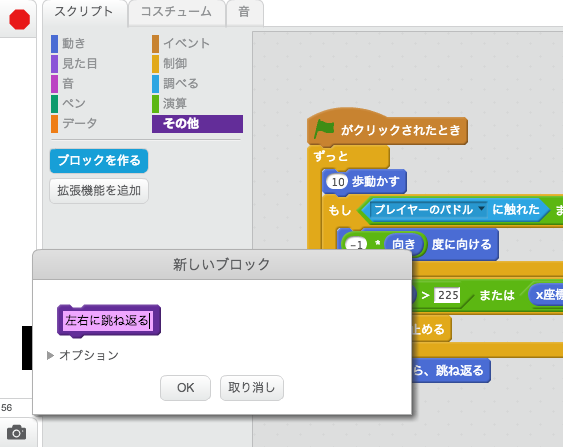 スクリプト
コスチューム
音
動き
イベント
見た目
制御
音
調べる
ペン
演算
データ
その他
ブロックを作る
拡張機能を追加
がクリックされたとき
ずっと
10 歩動かす
もし プレイヤーのパドル に触れた ま
-1 * 向き 度に向ける
> 225 または x座標
止める
ら、跳ね返る
新しいブロック
左右に跳ね返る
オプション
OK
取り消し
56